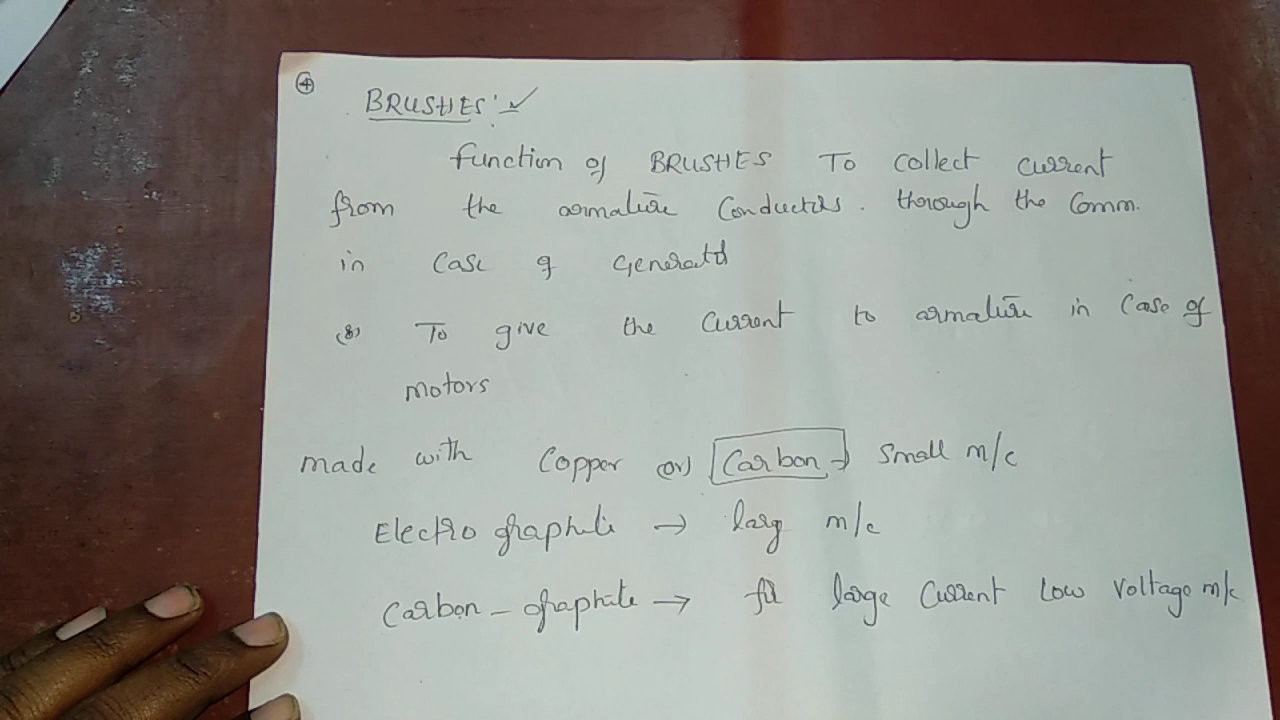 ④ BRUSHES:
function of BRUSHES To collect current
from the armature Conductors. through the Comm.
in Case of Generator
(or) To give the Current to armature in Case of
motors
made with Copper (or) Carbon → Small m/c
Electro graphite → larg m/c
Carbon - graphite → for large Current Low Voltage m/c